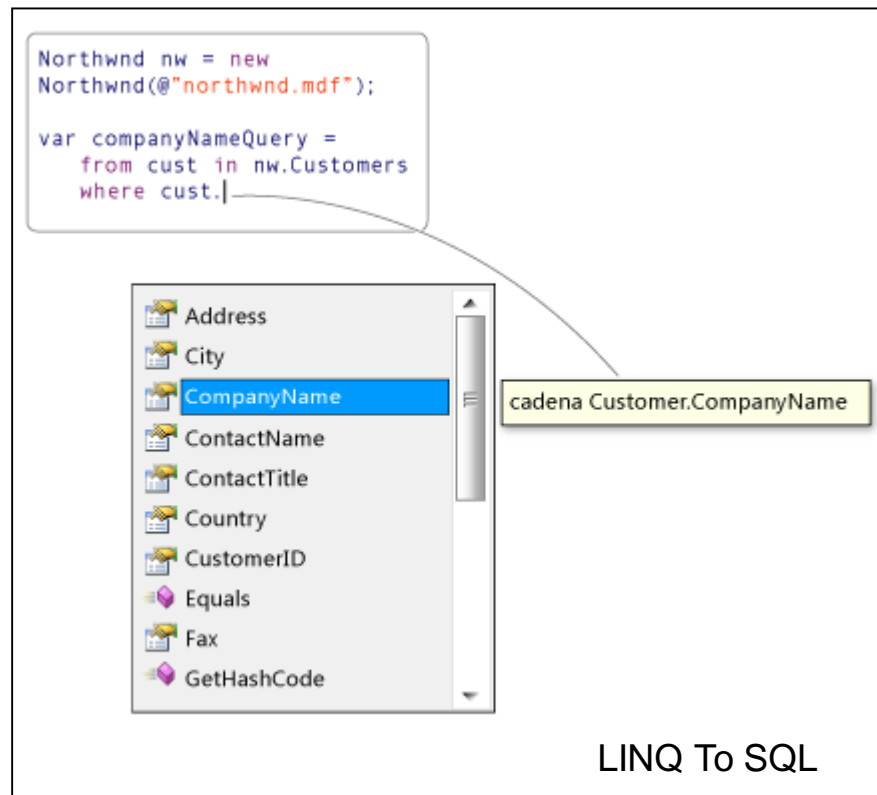 Northwnd nw = new
Northwnd(@"northwnd.mdf");
var companyNameQuery =
from cust in nw.Customers
where cust.
Address
City
CompanyName
cadena Customer.CompanyName
ContactName
ContactTitle
Country
CustomerID
Equals
Fax
GetHashCode
LINQ To SQL